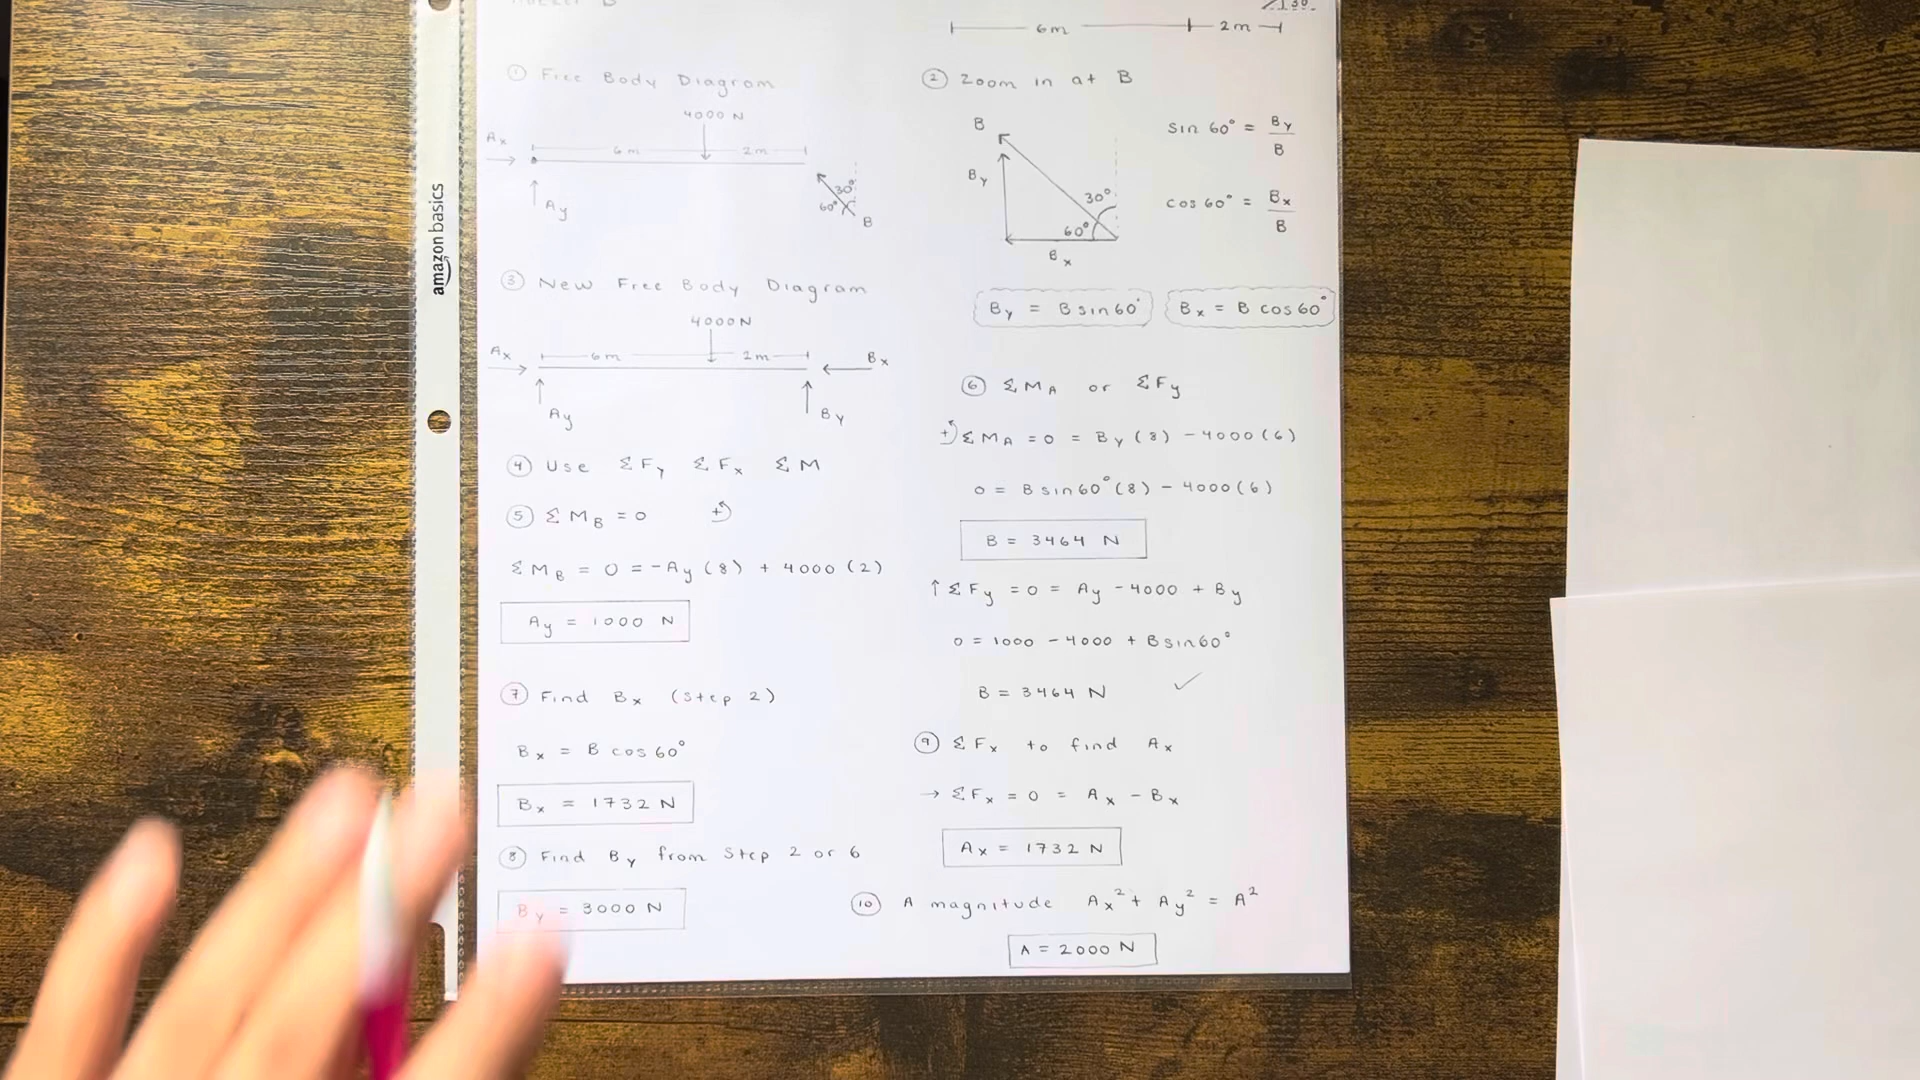 6m 2m
① Free Body Diagram
4000 N
Ax 6m 2m
Ay
30°
60°
B
② Zoom in at B
B
By
30°
60°
Bx
sin 60° = By / B
cos 60° = Bx / B
By = B sin 60° Bx = B cos 60°
③ New Free Body Diagram
4000N
Ax 6m 2m Bx
Ay By
④ Use ΣFy ΣFx ΣM
⑤ ΣMB = 0 +
ΣMB = 0 = -Ay (8) + 4000 (2)
Ay = 1000 N
⑥ ΣMA or ΣFy
+ ΣMA = 0 = By (8) - 4000 (6)
0 = B sin 60° (8) - 4000 (6)
B = 3464 N
↑ ΣFy = 0 = Ay - 4000 + By
0 = 1000 - 4000 + B sin 60°
B = 3464 N ✓
⑦ Find Bx (Step 2)
Bx = B cos 60°
Bx = 1732 N
⑧ Find By from Step 2 or 6
By = 3000 N
⑨ ΣFx to find Ax
→ ΣFx = 0 = Ax - Bx
Ax = 1732 N
⑩ A magnitude Ax² + Ay² = A²
A = 2000 N
amazon basics